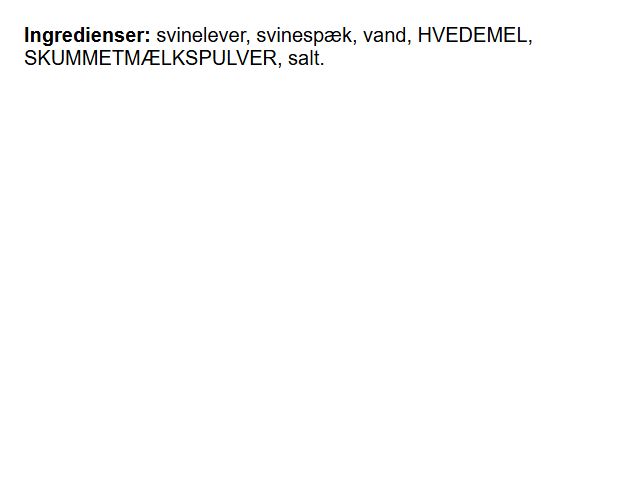 Ingredienser: svinelever, svinespæk, vand, HVEDEMEL,
SKUMMETMÆLKSPULVER, salt.